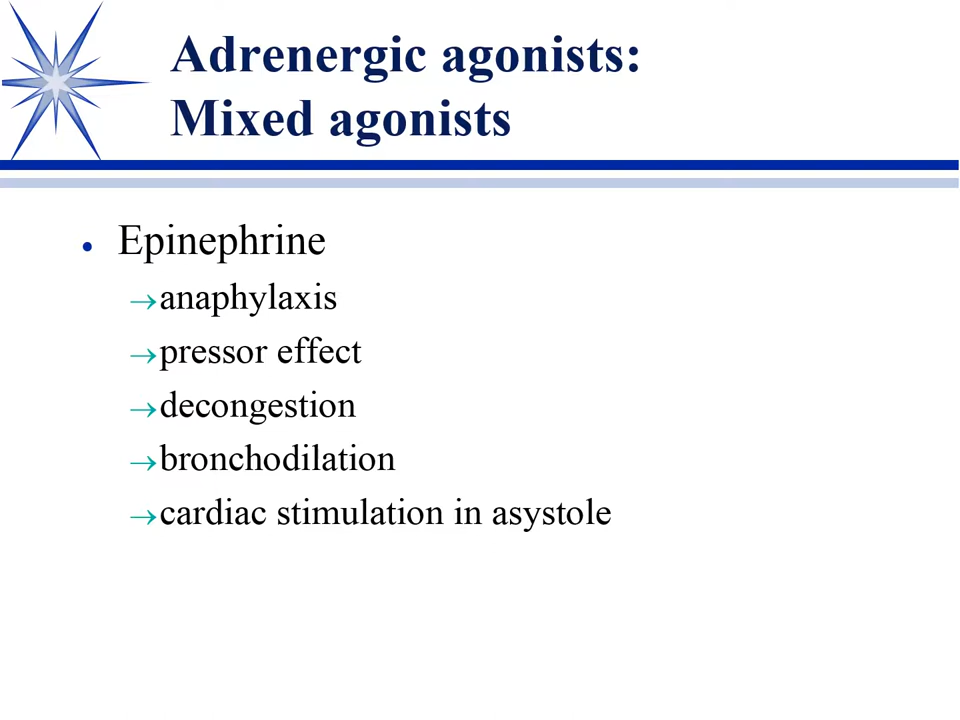 Adrenergic agonists:
Mixed agonists
• Epinephrine
→anaphylaxis
→pressor effect
→decongestion
→bronchodilation
→cardiac stimulation in asystole